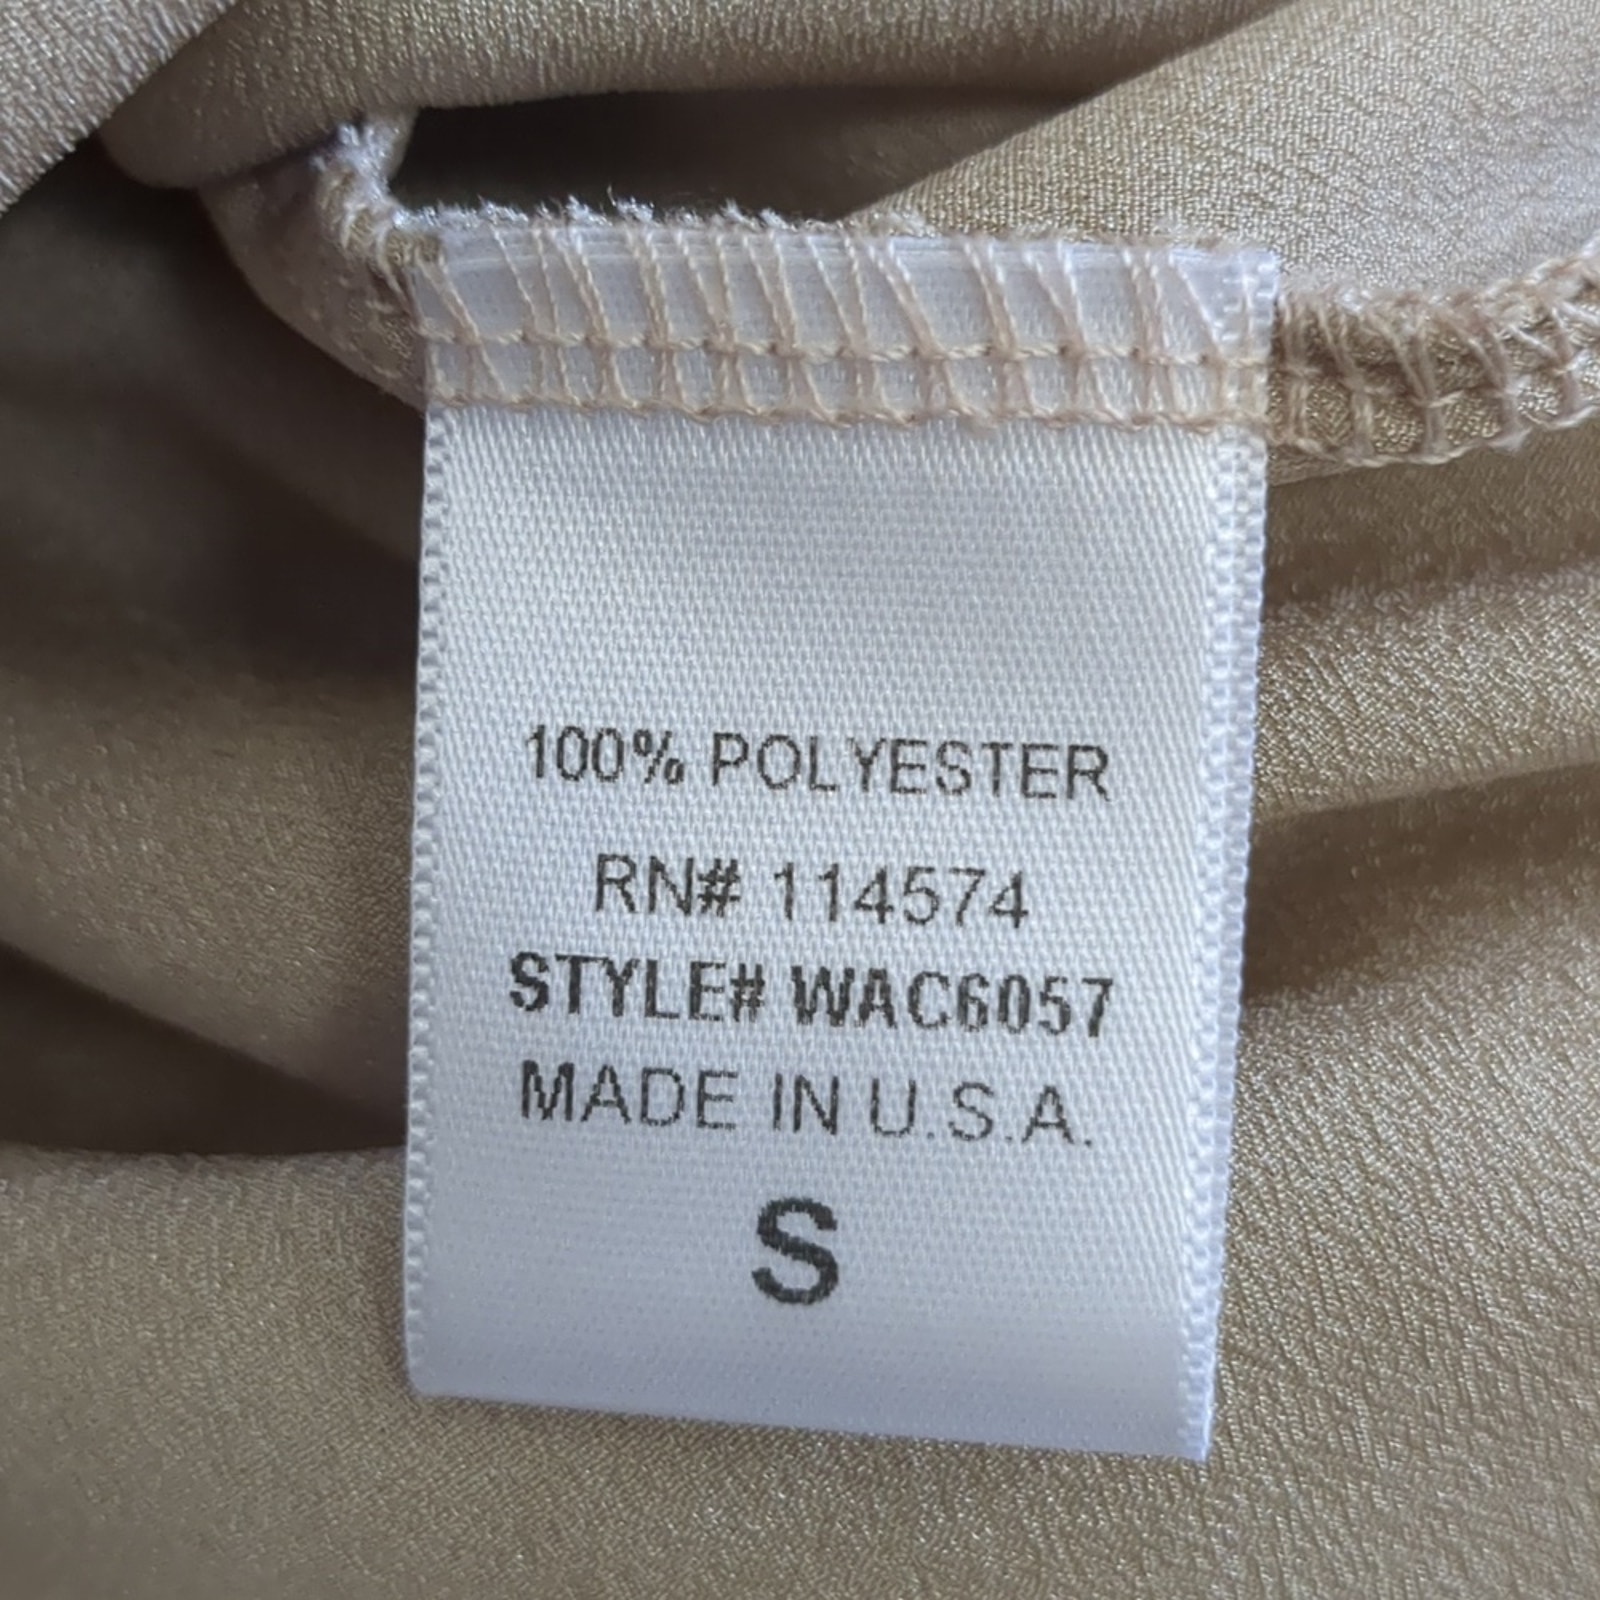 100% POLYESTER
RN# 114574
STYLE# WAC6057
MADE IN U.S.A.
S